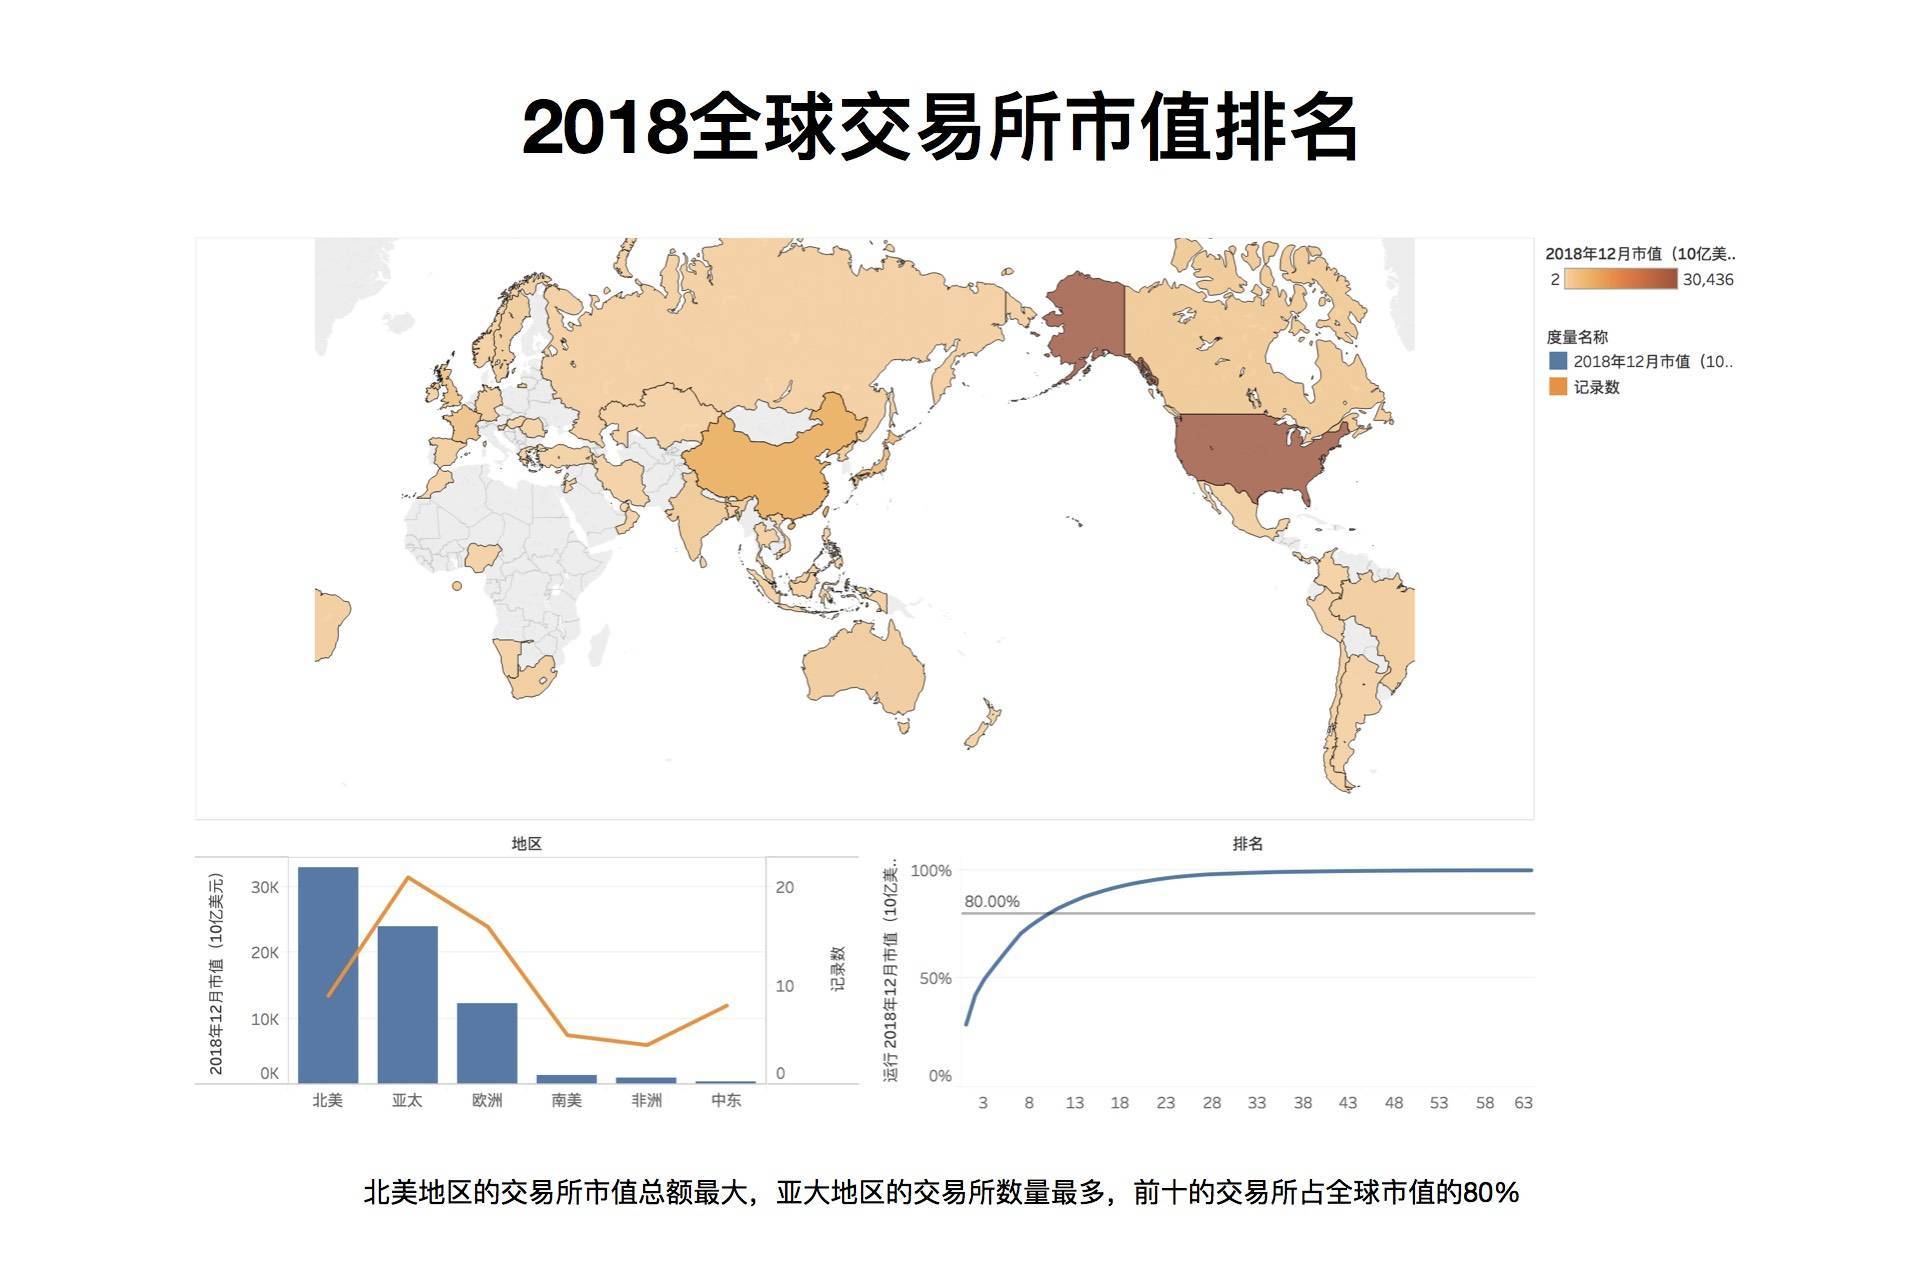 2018全球交易所市值排名
2018年12月市值（10亿美..
2 30,436
度量名称
2018年12月市值（10..
记录数
地区
2018年12月市值（10亿美元）
30K
20K
10K
0K
20
10
0
记录数
北美 亚太 欧洲 南美 非洲 中东
排名
运行 2018年12月市值（10亿美..
100%
80.00%
50%
0%
3 8 13 18 23 28 33 38 43 48 53 58 63
北美地区的交易所市值总额最大，亚大地区的交易所数量最多，前十的交易所占全球市值的80%